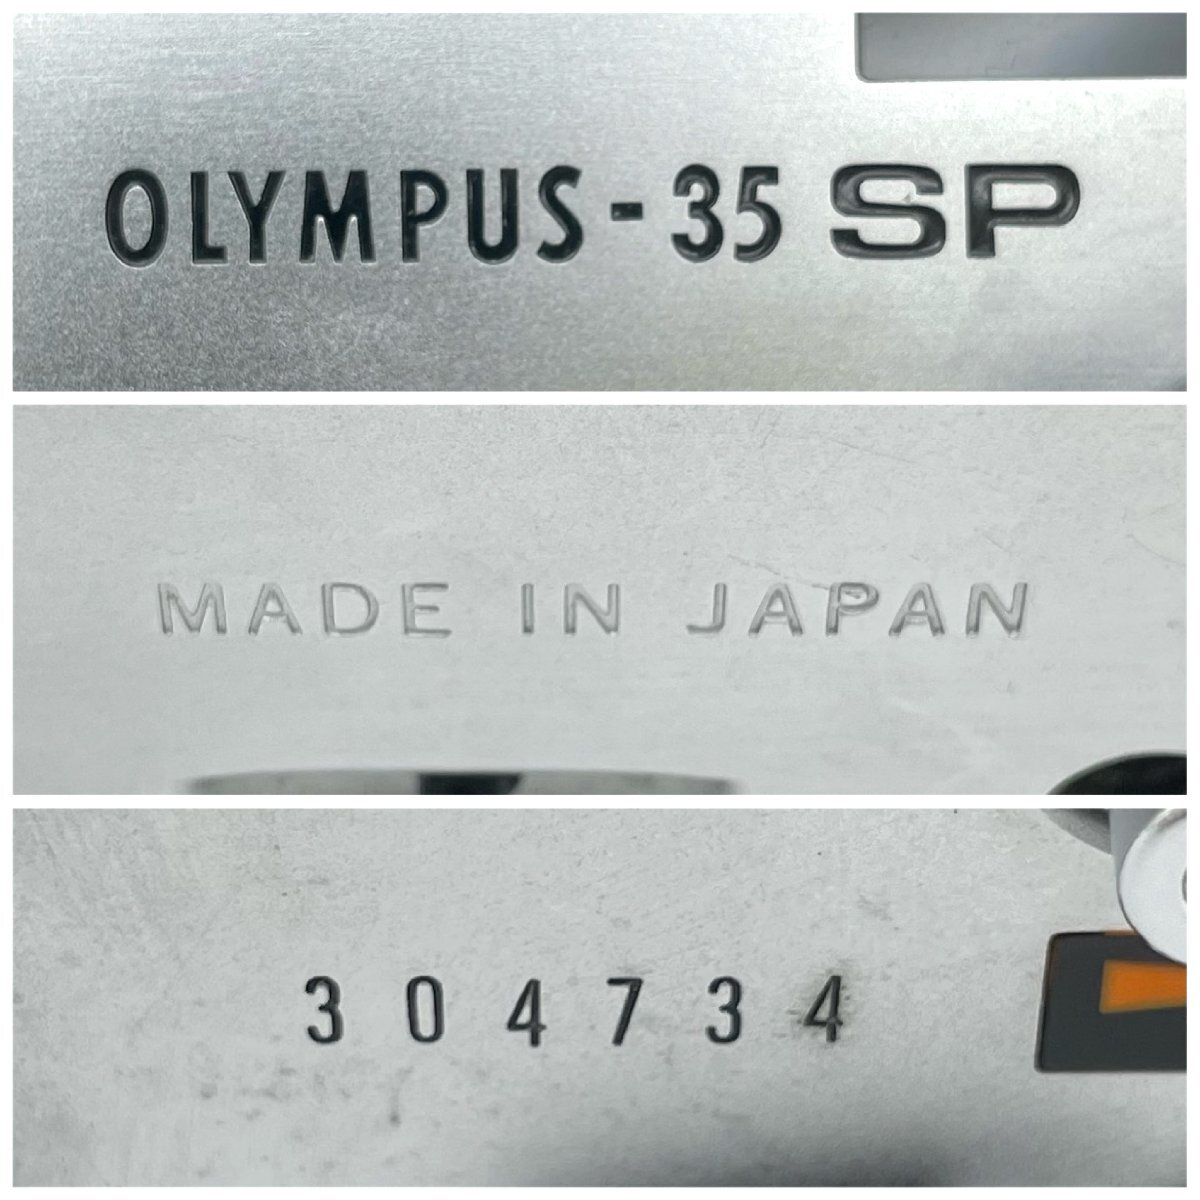 OLYMPUS-35 SP
MADE IN JAPAN
304734